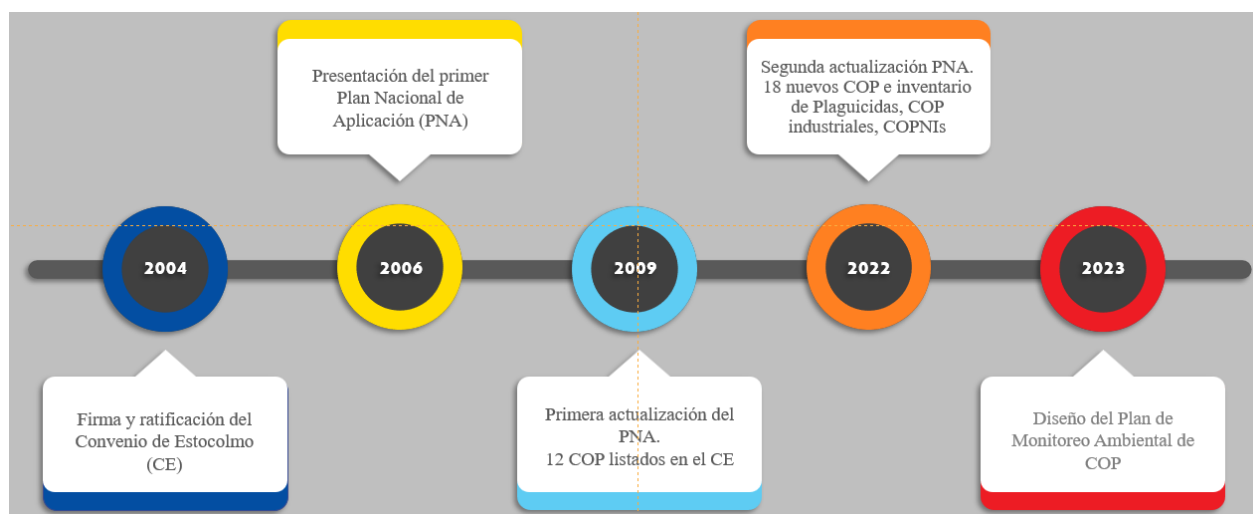 Presentación del primer
Plan Nacional de
Aplicación (PNA)
Segunda actualización PNA.
18 nuevos COP e inventario
de Plaguicidas, COP
industriales, COPNIs
2004
2006
2009
2022
2023
Firma y ratificación del
Convenio de Estocolmo
(CE)
Primera actualización del
PNA.
12 COP listados en el CE
Diseño del Plan de
Monitoreo Ambiental de
COP